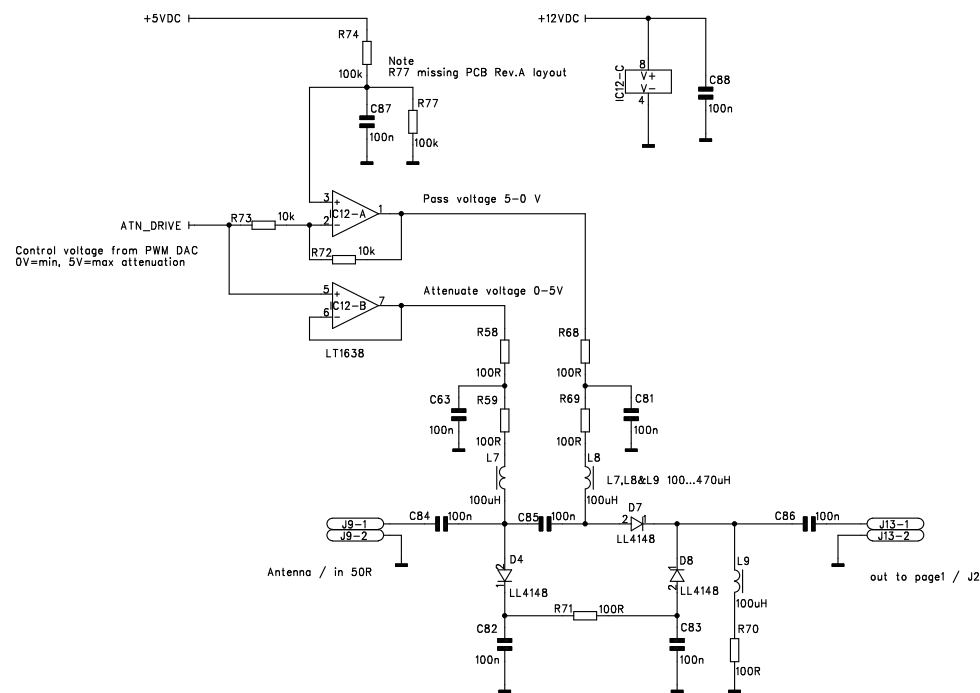 +5VDC
R74
100k
Note
R77 missing PCB Rev.A layout
C87
100n
R77
100k
+12VDC
IC12-C
8
V+
V-
4
C88
100n
ATN_DRIVE
R73
10k
3
+
2
-
IC12-A
1
Pass voltage 5-0 V
R72
10k
Control voltage from PWM DAC
0V=min, 5V=max attenuation
5
+
6
-
IC12-B
7
Attenuate voltage 0-5V
LT1638
R58
100R
R68
100R
C63
100n
R59
100R
R69
100R
C81
100n
L7
100uH
L8
100uH
L7,L8&L9 100...470uH
J9-1
J9-2
C84
100n
C85
100n
D7
2
1
LL4148
C86
100n
J13-1
J13-2
Antenna / in 50R
out to page1 / J2
D4
1
2
LL4148
D8
1
2
LL4148
L9
100uH
R71
100R
C82
100n
C83
100n
R70
100R